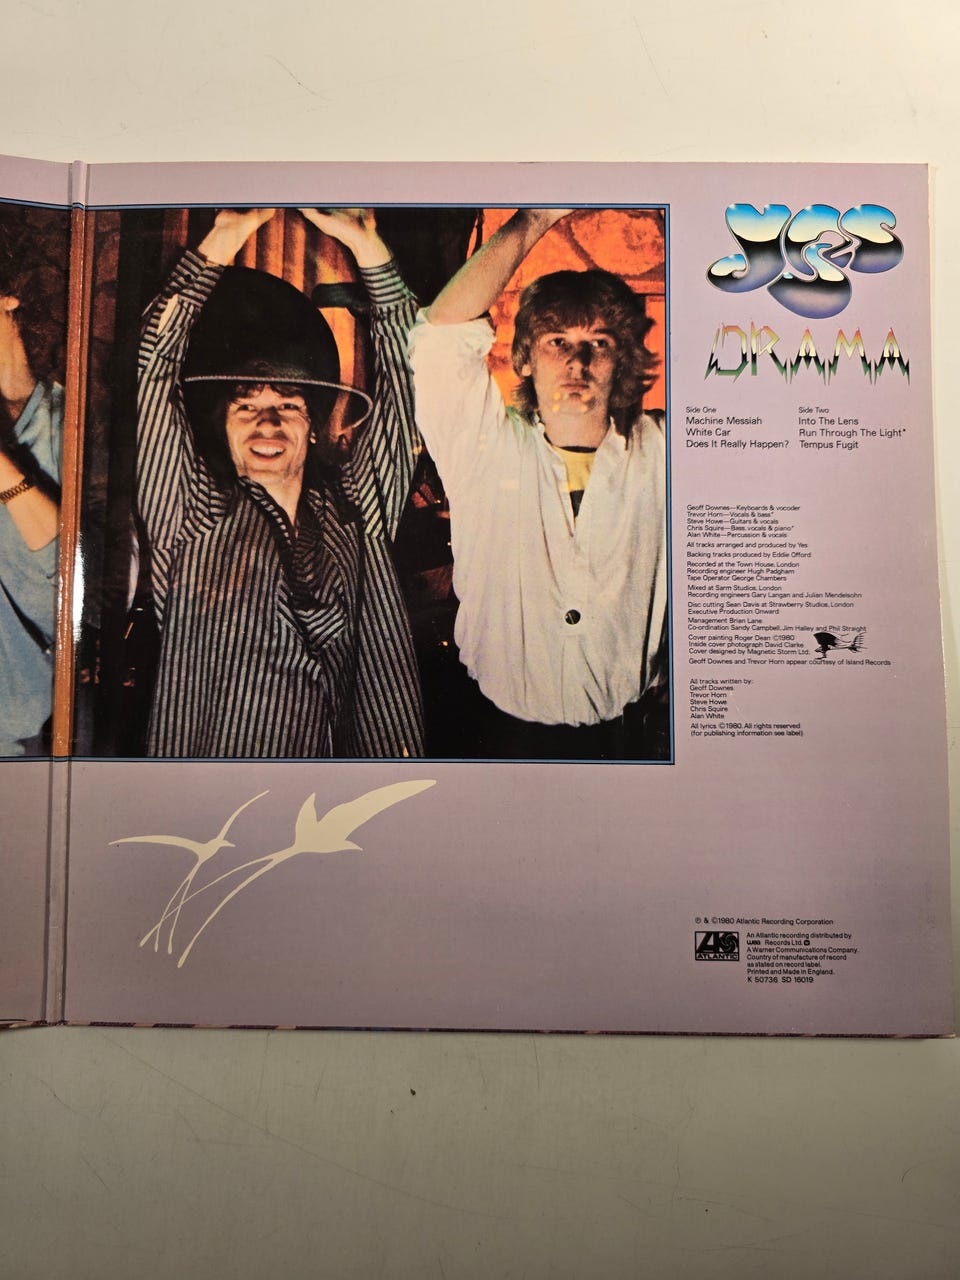 YES
DRAMA
Side One
Machine Messiah
White Car
Does It Really Happen?
Side Two
Into The Lens
Run Through The Light*
Tempus Fugit
Geoff Downes—Keyboards & vocoder
Trevor Horn—Vocals & bass*
Steve Howe—Guitars & vocals
Chris Squire—Bass, vocals & piano*
Alan White—Percussion & vocals
All tracks arranged and produced by Yes
Backing tracks produced by Eddie Offord
Recorded at the Town House, London
Recording engineer Hugh Padgham
Tape Operator George Chambers
Mixed at Sarm Studios, London
Recording engineers Gary Langan and Julian Mendelsohn
Disc cutting Sean Davis at Strawberry Studios, London
Executive Production Onward
Management Brian Lane
Co-ordination Sandy Campbell, Jim Halley and Phil Straight
Cover painting Roger Dean ©1980
Inside cover photograph David Clarke
Cover designed by Magnetic Storm Ltd.
Geoff Downes and Trevor Horn appear courtesy of Island Records
All tracks written by:
Geoff Downes
Trevor Horn
Steve Howe
Chris Squire
Alan White
All lyrics ©1980. All rights reserved
(for publishing information see label)
℗ & ©1980 Atlantic Recording Corporation
ATLANTIC
An Atlantic recording distributed by
wea Records Ltd.
A Warner Communications Company.
Country of manufacture of record
as stated on record label.
Printed and Made in England.
K 50736 SD 16019